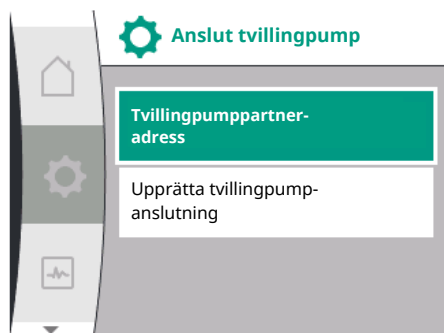 Anslut tvillingpump
Tvillingpumppartner-
adress
Upprätta tvillingpump-
anslutning